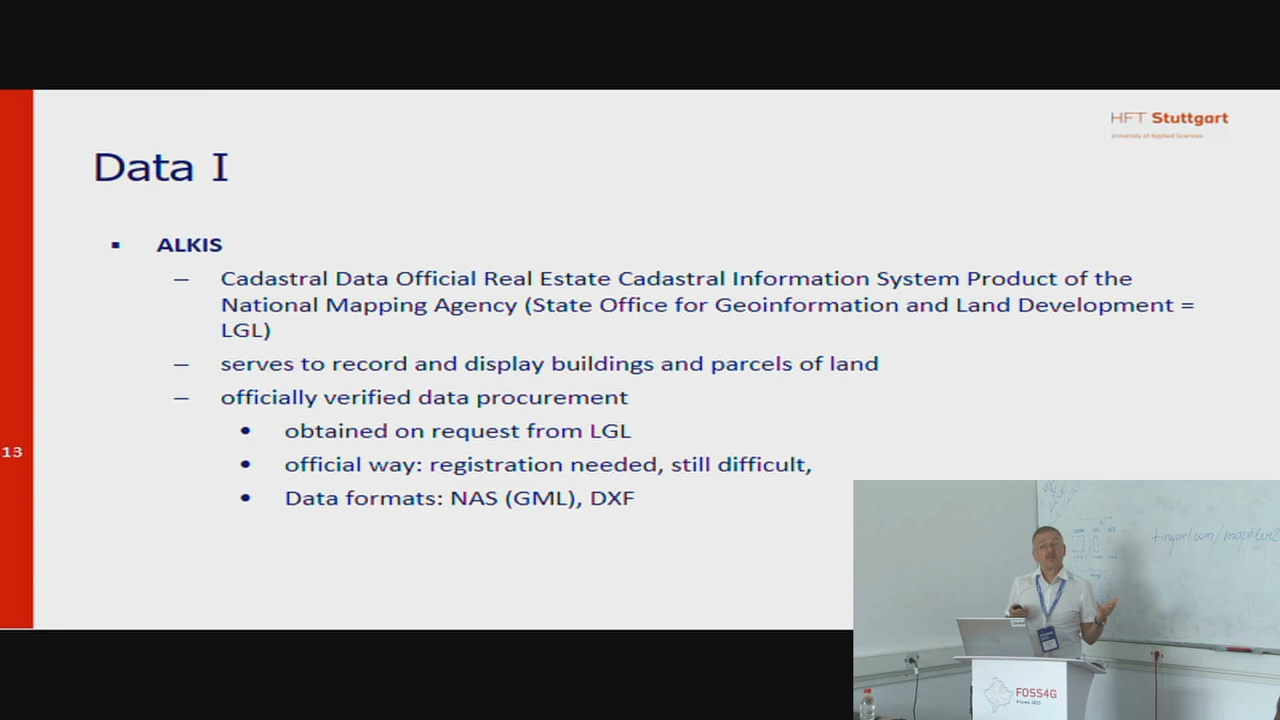 HFT Stuttgart
University of Applied Sciences
Data I
ALKIS
– Cadastral Data Official Real Estate Cadastral Information System Product of the
National Mapping Agency (State Office for Geoinformation and Land Development =
LGL)
– serves to record and display buildings and parcels of land
– officially verified data procurement
• obtained on request from LGL
• official way: registration needed, still difficult,
• Data formats: NAS (GML), DXF
13
FOSS4G